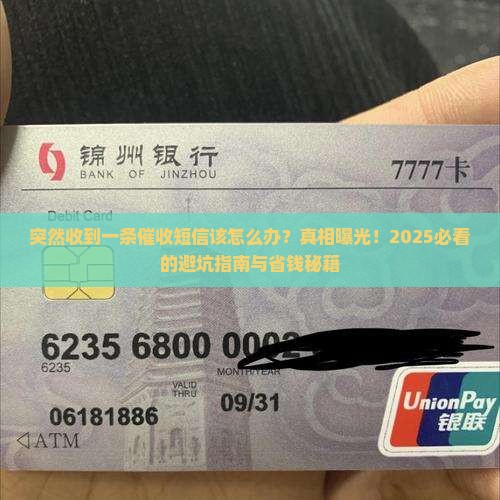 锦州银行
BANK OF JINZHOU
7777卡
Debit Card
突然收到一条催收短信该怎么办？真相曝光！2025必看
的避坑指南与省钱秘籍
6235 6800 0002
6235
MONTH/YEAR
VALID
THRU
09/31
06181886
ATM
UnionPay
银联